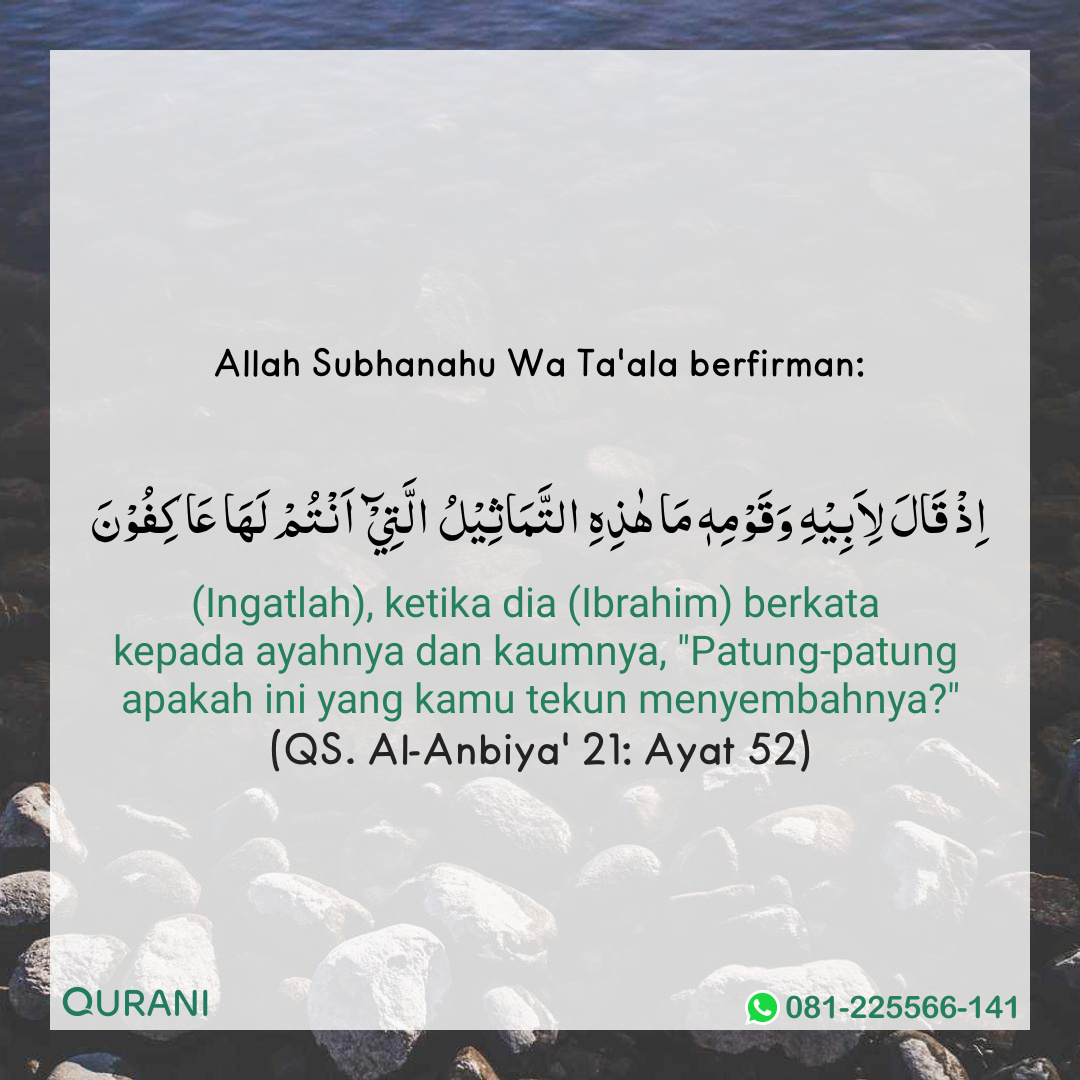 Allah Subhanahu Wa Ta'ala berfirman:
اِذْ قَالَ لِاَبِيْهِ وَقَوْمِهٖ مَا هٰذِهِ التَّمَاثِيْلُ الَّتِيْٓ اَنْتُمْ لَهَا عَاكِفُوْنَ
(Ingatlah), ketika dia (Ibrahim) berkata
kepada ayahnya dan kaumnya, "Patung-patung
apakah ini yang kamu tekun menyembahnya?"
(QS. Al-Anbiya' 21: Ayat 52)
QURANI
081-225566-141